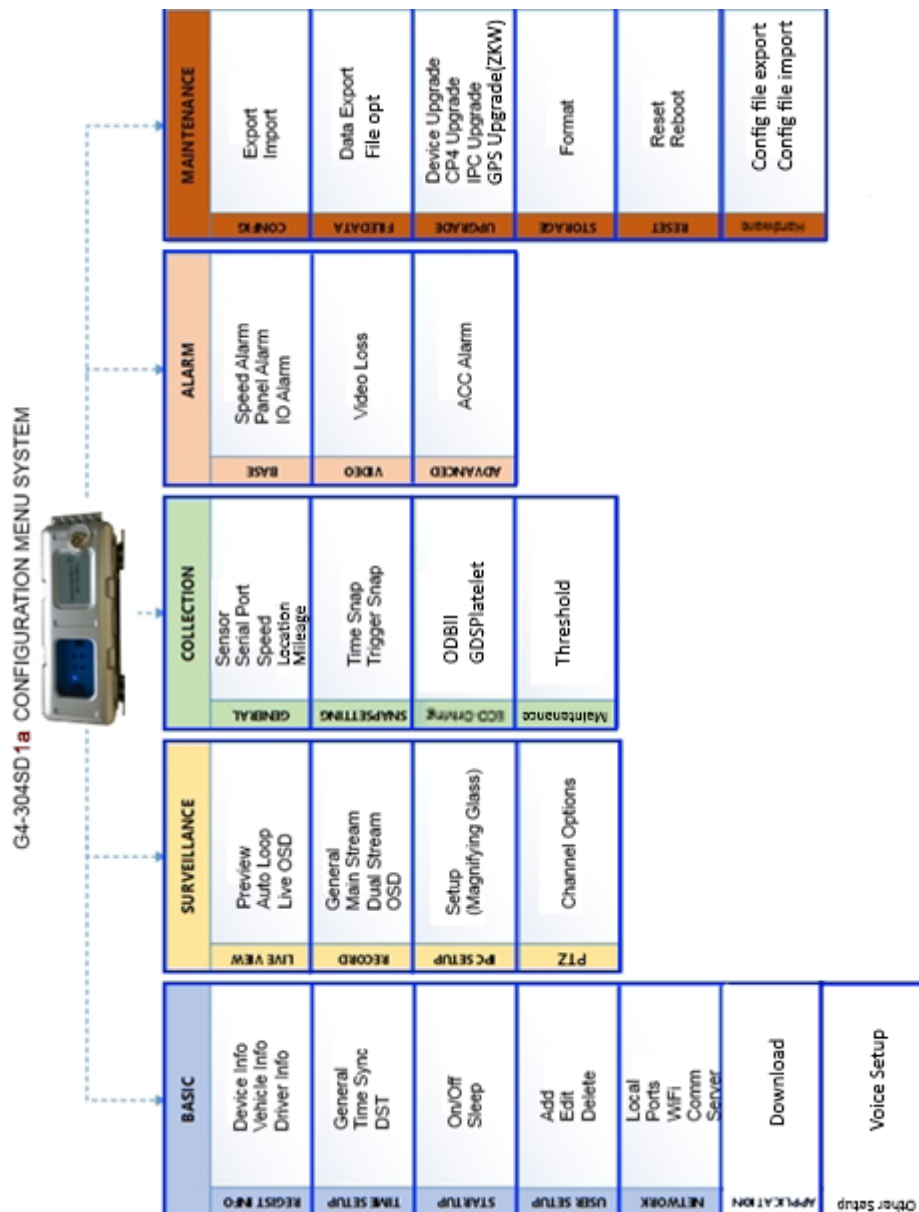 G4-304SD1a CONFIGURATION MENU SYSTEM
BASIC
REGIST INFO
Device Info
Vehicle Info
Driver Info
TIME SETUP
General
Time Sync
DST
STARTUP
On/Off
Sleep
USER SETUP
Add
Edit
Delete
NETWORK
Local
Ports
WiFi
Comm
Server
APPLICATION
Download
Other Setup
Voice Setup
SURVEILLANCE
LIVE VIEW
Preview
Auto Loop
Live OSD
RECORD
General
Main Stream
Dual Stream
OSD
IPC SETUP
Setup
(Magnifying Glass)
PTZ
Channel Options
COLLECTION
GENERAL
Sensor
Serial Port
Speed
Location
Mileage
SNAPSETTING
Time Snap
Trigger Snap
ECO-Driving
ODBII
GDSPlatelet
Maintenance
Threshold
ALARM
BASE
Speed Alarm
Panel Alarm
IO Alarm
VIDEO
Video Loss
ADVANCED
ACC Alarm
MAINTENANCE
CONFIG
Export
Import
FILEDATA
Data Export
File opt
UPGRADE
Device Upgrade
CP4 Upgrade
IPC Upgrade
GPS Upgrade(ZKW)
STORAGE
Format
RESET
Reset
Reboot
Hardware
Config file export
Config file import